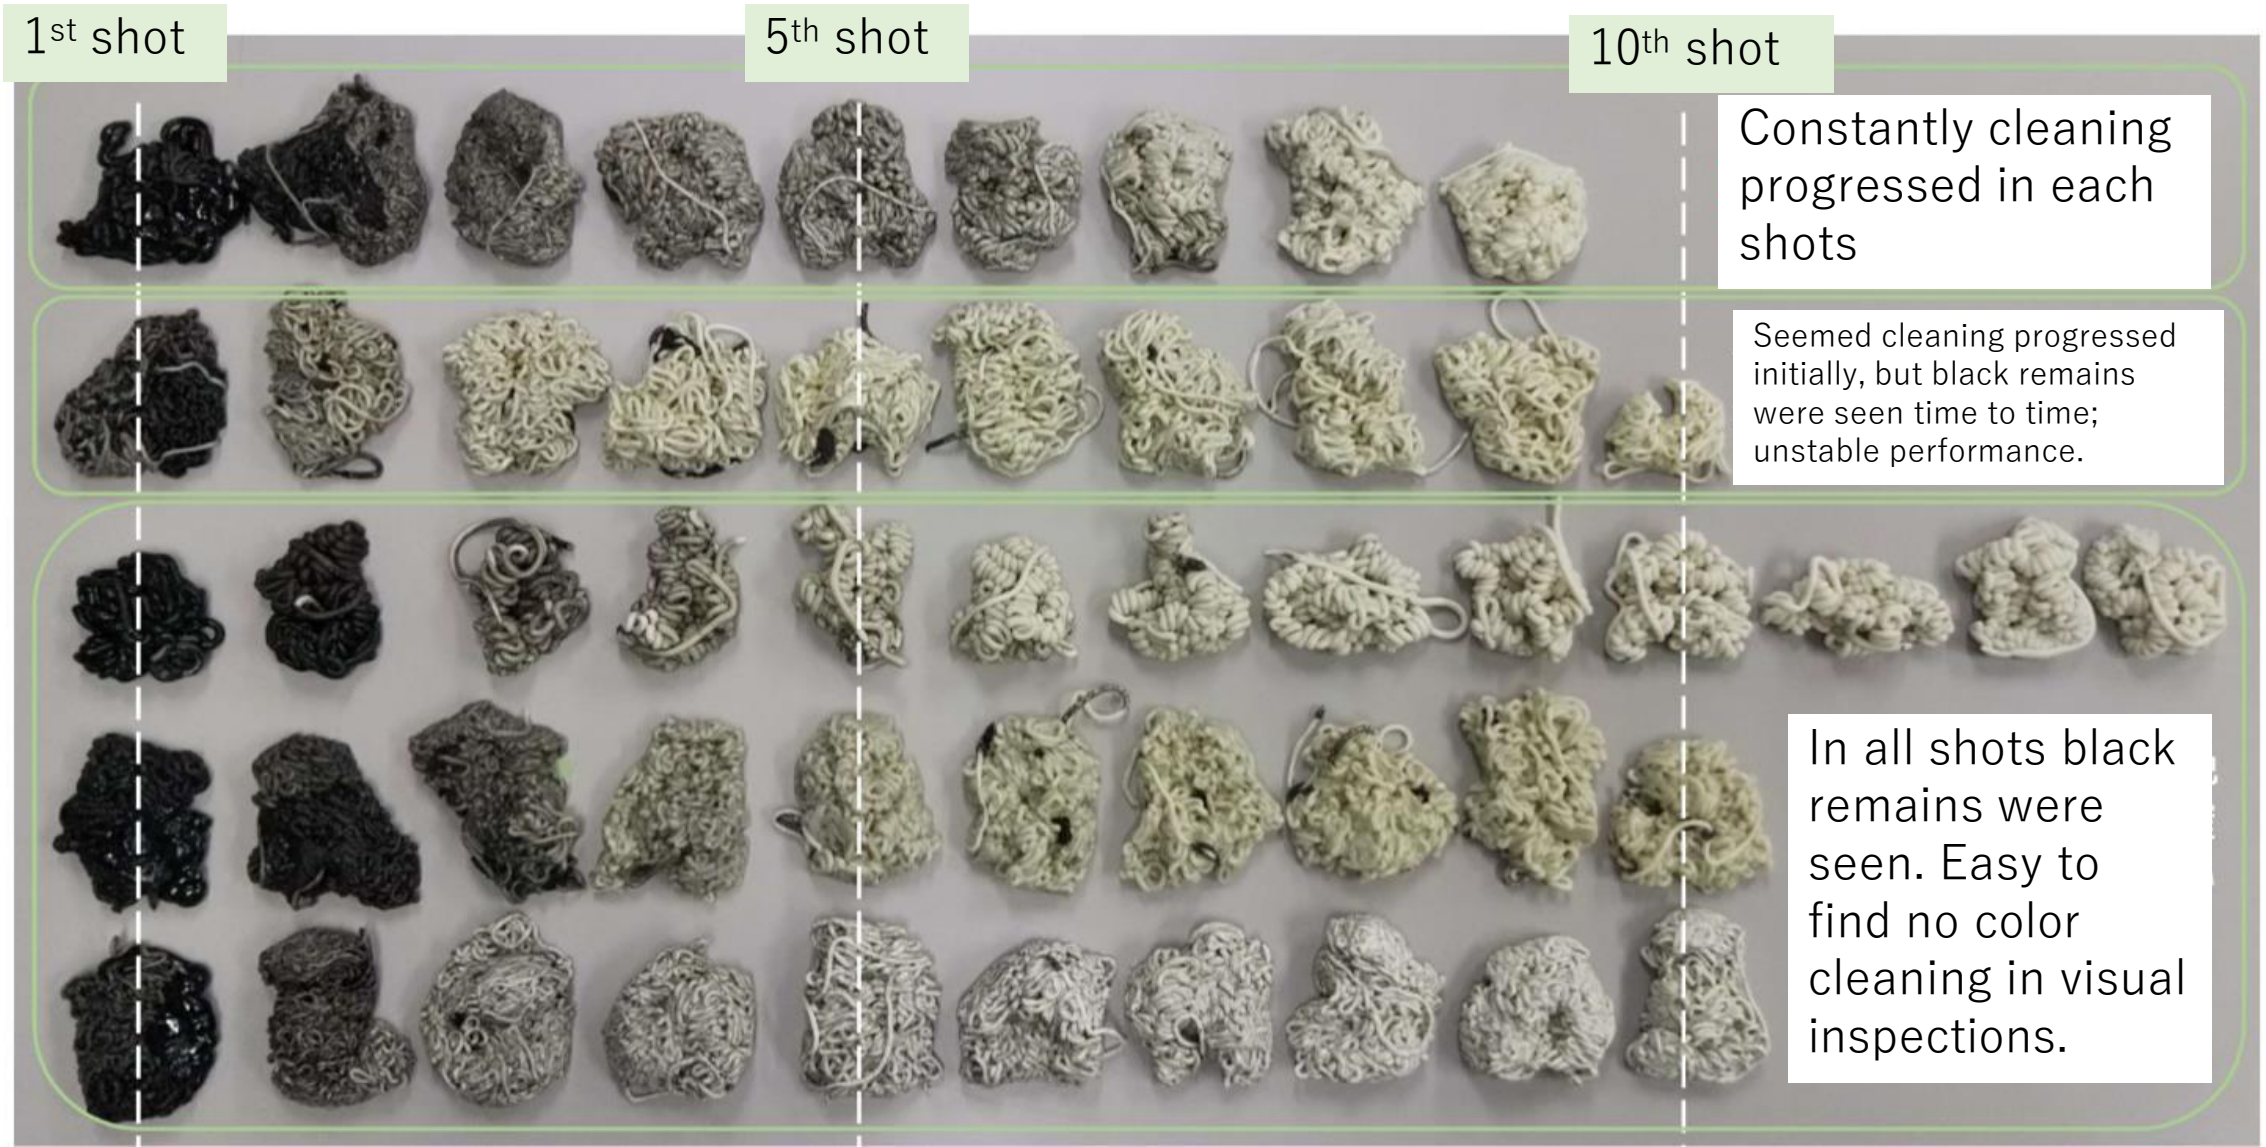 1st shot
5th shot
10th shot
Constantly cleaning
progressed in each
shots
Seemed cleaning progressed
initially, but black remains
were seen time to time;
unstable performance.
In all shots black
remains were
seen. Easy to
find no color
cleaning in visual
inspections.